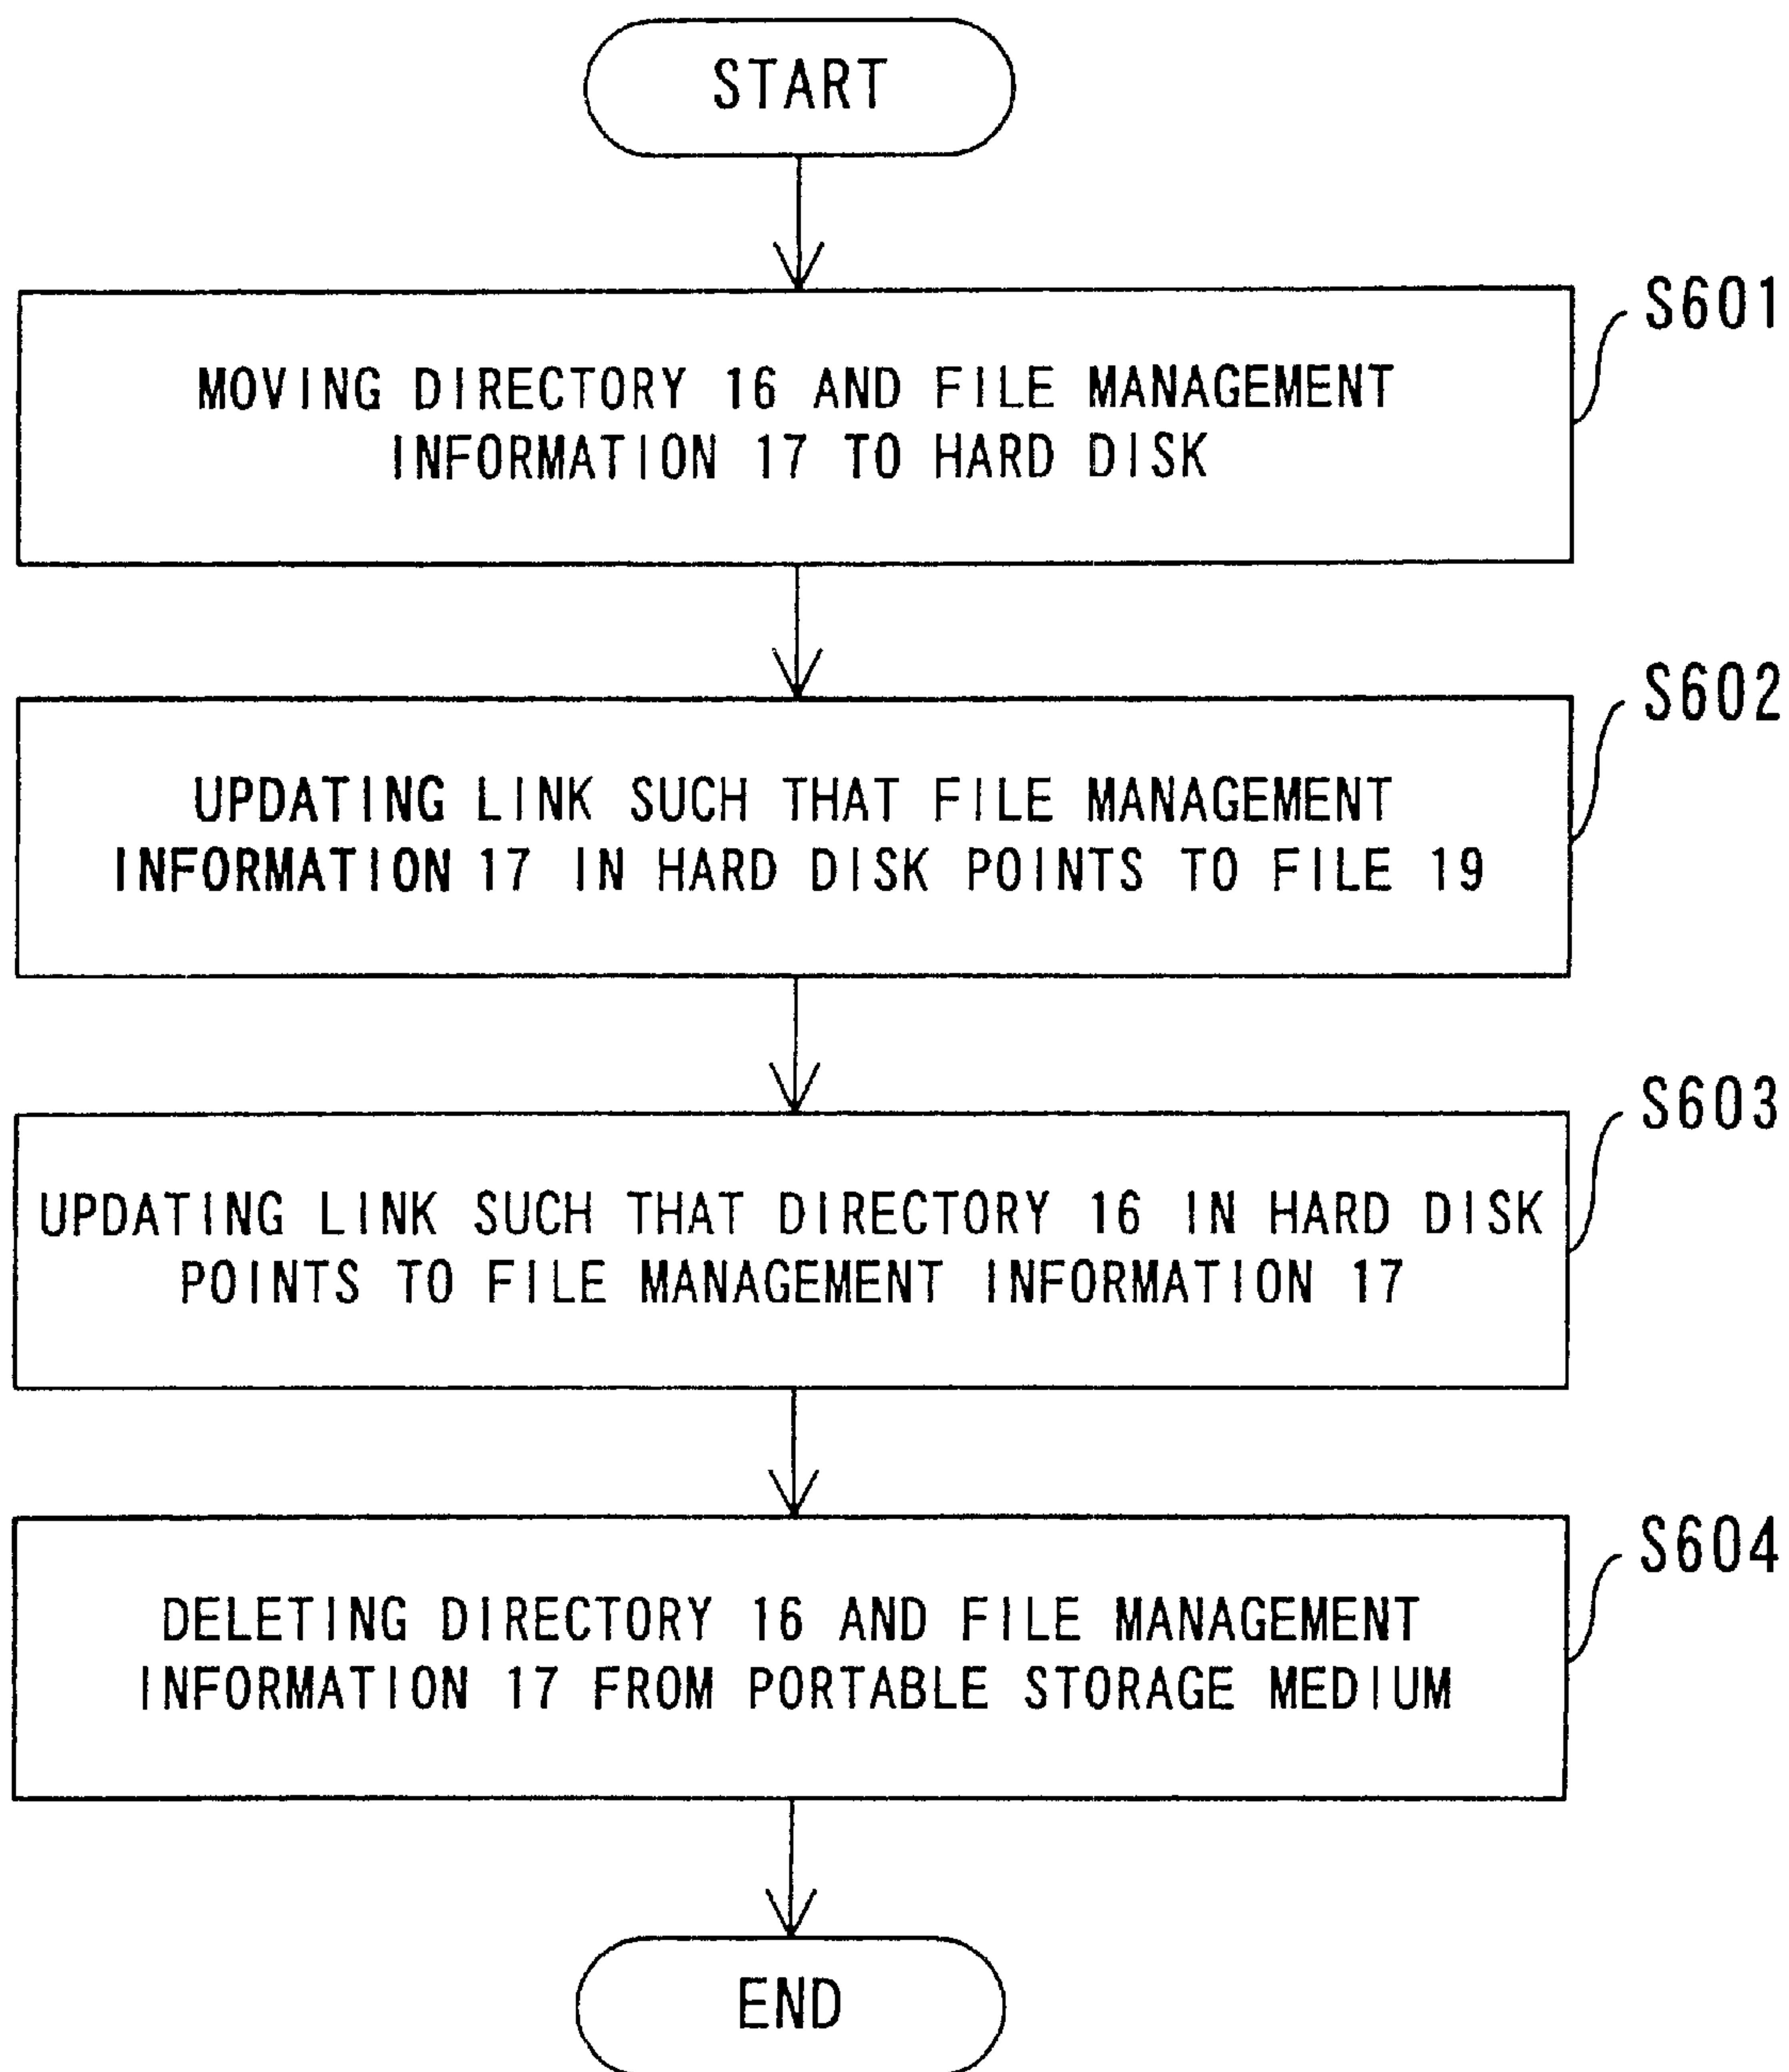 START
S601
MOVING DIRECTORY 16 AND FILE MANAGEMENT
INFORMATION 17 TO HARD DISK
S602
UPDATING LINK SUCH THAT FILE MANAGEMENT
INFORMATION 17 IN HARD DISK POINTS TO FILE 19
S603
UPDATING LINK SUCH THAT DIRECTORY 16 IN HARD DISK
POINTS TO FILE MANAGEMENT INFORMATION 17
S604
DELETING DIRECTORY 16 AND FILE MANAGEMENT
INFORMATION 17 FROM PORTABLE STORAGE MEDIUM
END